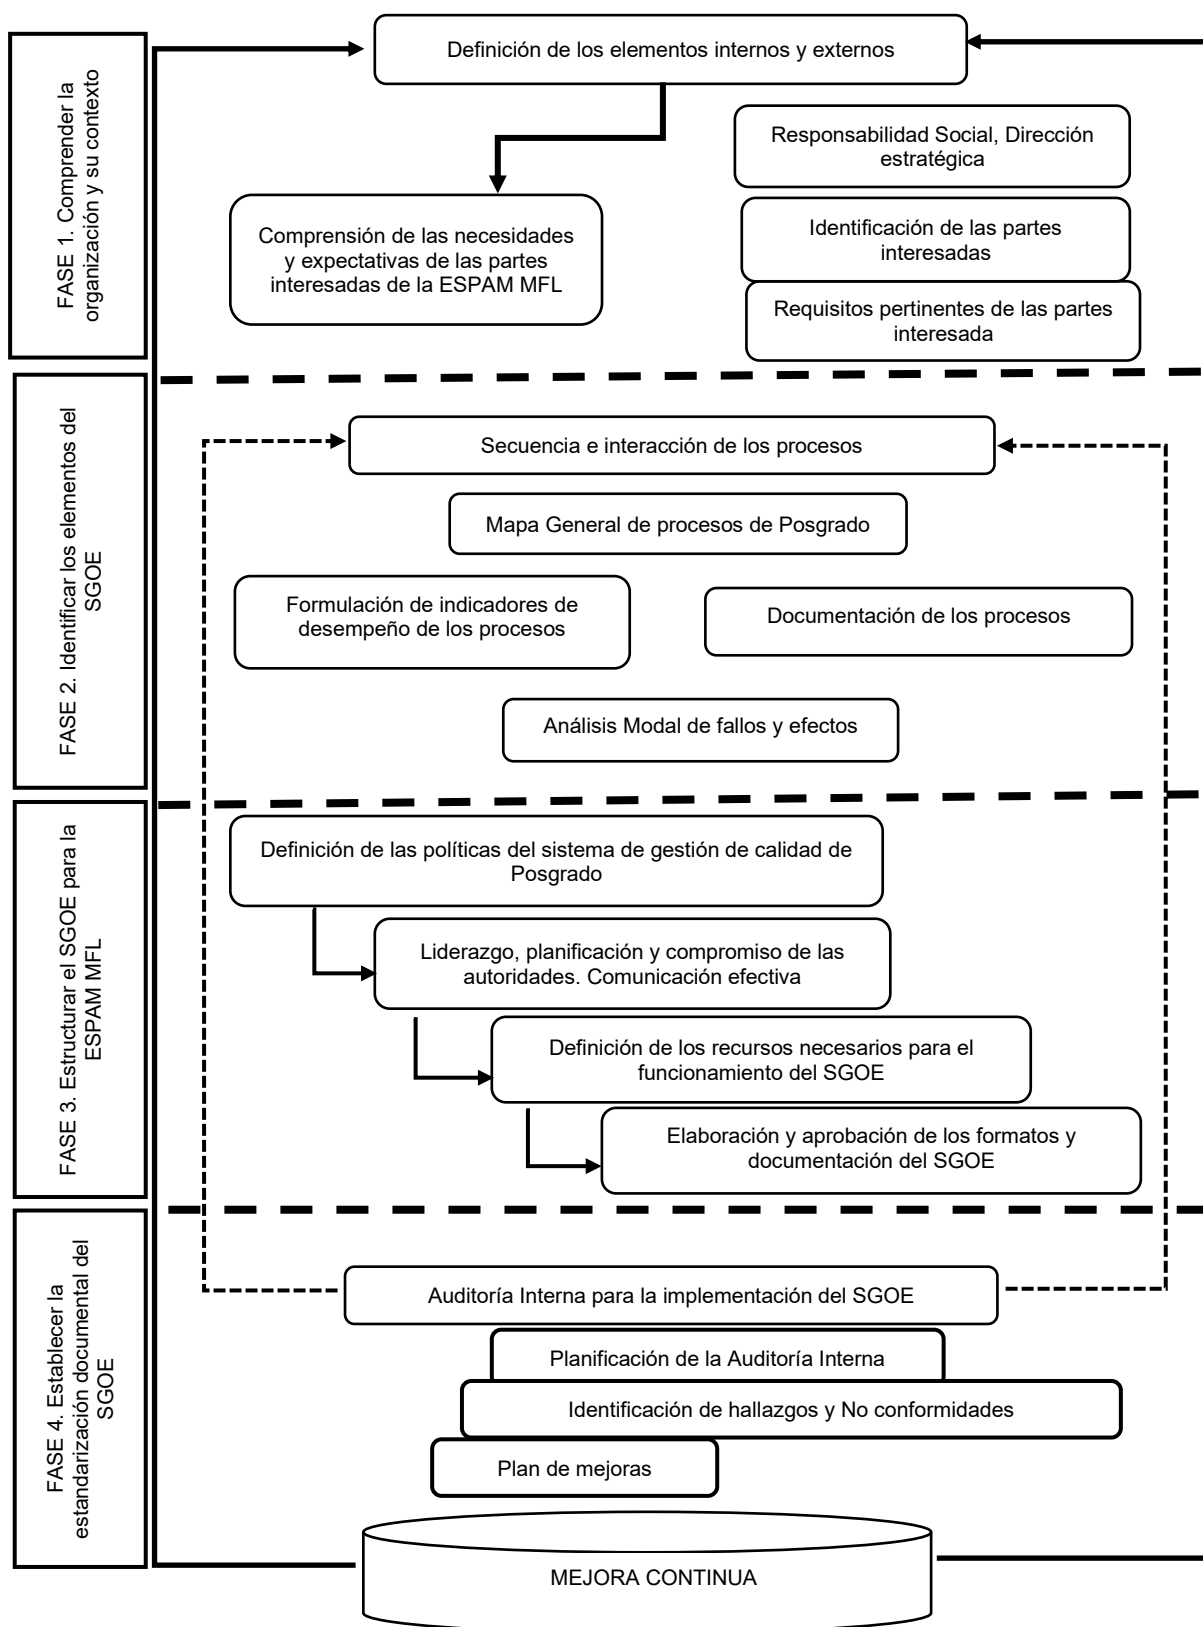 FASE 1. Comprender la
organización y su contexto
Definición de los elementos internos y externos
Responsabilidad Social, Dirección
estratégica
Comprensión de las necesidades
y expectativas de las partes
interesadas de la ESPAM MFL
Identificación de las partes
interesadas
Requisitos pertinentes de las partes
interesada
FASE 2. Identificar los elementos del
SGOE
Secuencia e interacción de los procesos
Mapa General de procesos de Posgrado
Formulación de indicadores de
desempeño de los procesos
Documentación de los procesos
Análisis Modal de fallos y efectos
FASE 3. Estructurar el SGOE para la
ESPAM MFL
Definición de las políticas del sistema de gestión de calidad de
Posgrado
Liderazgo, planificación y compromiso de las
autoridades. Comunicación efectiva
Definición de los recursos necesarios para el
funcionamiento del SGOE
Elaboración y aprobación de los formatos y
documentación del SGOE
FASE 4. Establecer la
estandarización documental del
SGOE
Auditoría Interna para la implementación del SGOE
Planificación de la Auditoría Interna
Identificación de hallazgos y No conformidades
Plan de mejoras
MEJORA CONTINUA